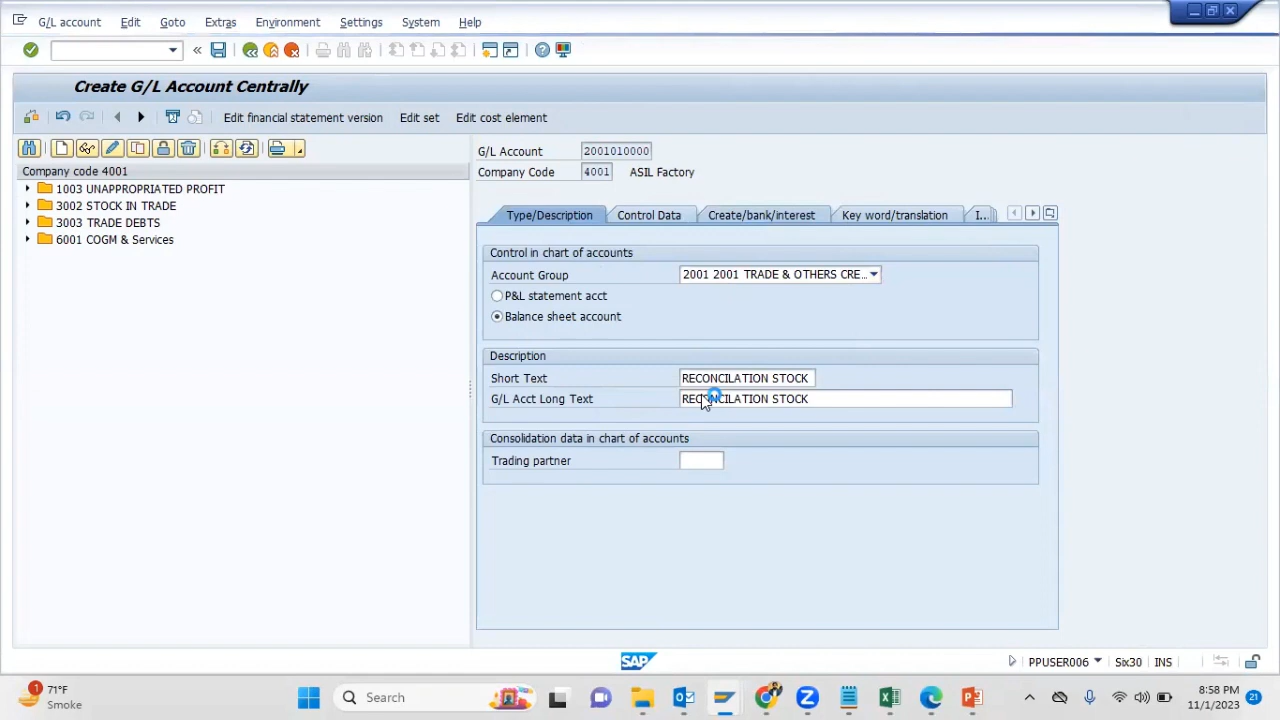 G/L account Edit Goto Extras Environment Settings System Help
Create G/L Account Centrally
Edit financial statement version Edit set Edit cost element
Company code 4001
1003 UNAPPROPRIATED PROFIT
3002 STOCK IN TRADE
3003 TRADE DEBTS
6001 COGM & Services
G/L Account 2001010000
Company Code 4001 ASIL Factory
Type/Description Control Data Create/bank/interest Key word/translation I...
Control in chart of accounts
Account Group 2001 2001 TRADE & OTHERS CRE...
P&L statement acct
Balance sheet account
Description
Short Text RECONCILATION STOCK
G/L Acct Long Text RECONCILATION STOCK
Consolidation data in chart of accounts
Trading partner
SAP
PPUSER006 Six30 INS
1
71°F
Smoke
Search
8:58 PM
11/1/2023
21